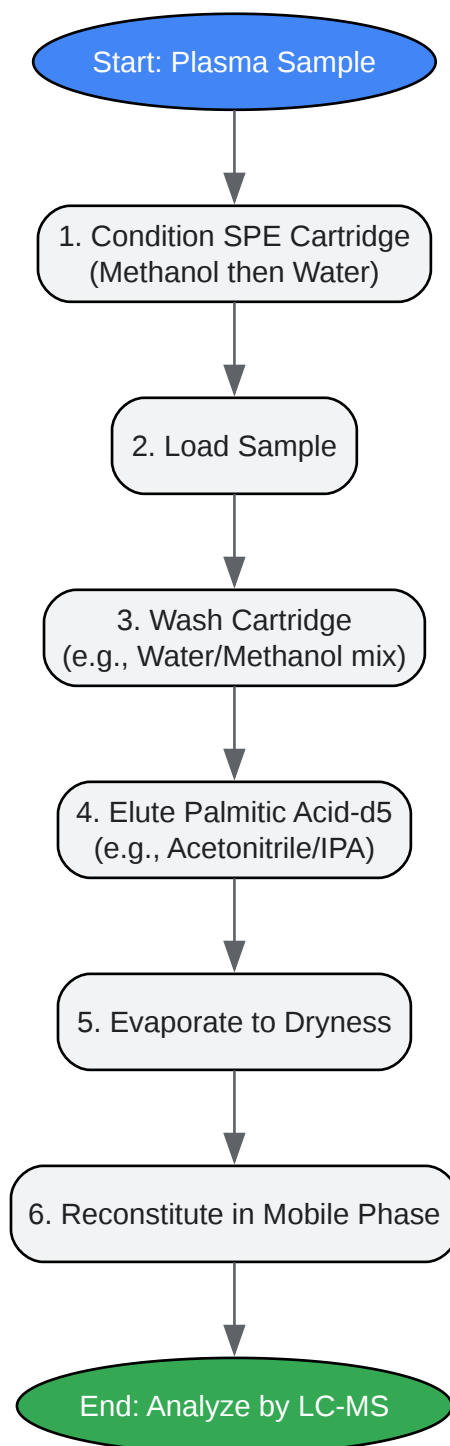 Start: Plasma Sample
1. Condition SPE Cartridge
(Methanol then Water)
2. Load Sample
3. Wash Cartridge
(e.g., Water/Methanol mix)
4. Elute Palmitic Acid-d5
(e.g., Acetonitrile/IPA)
5. Evaporate to Dryness
6. Reconstitute in Mobile Phase
End: Analyze by LC-MS